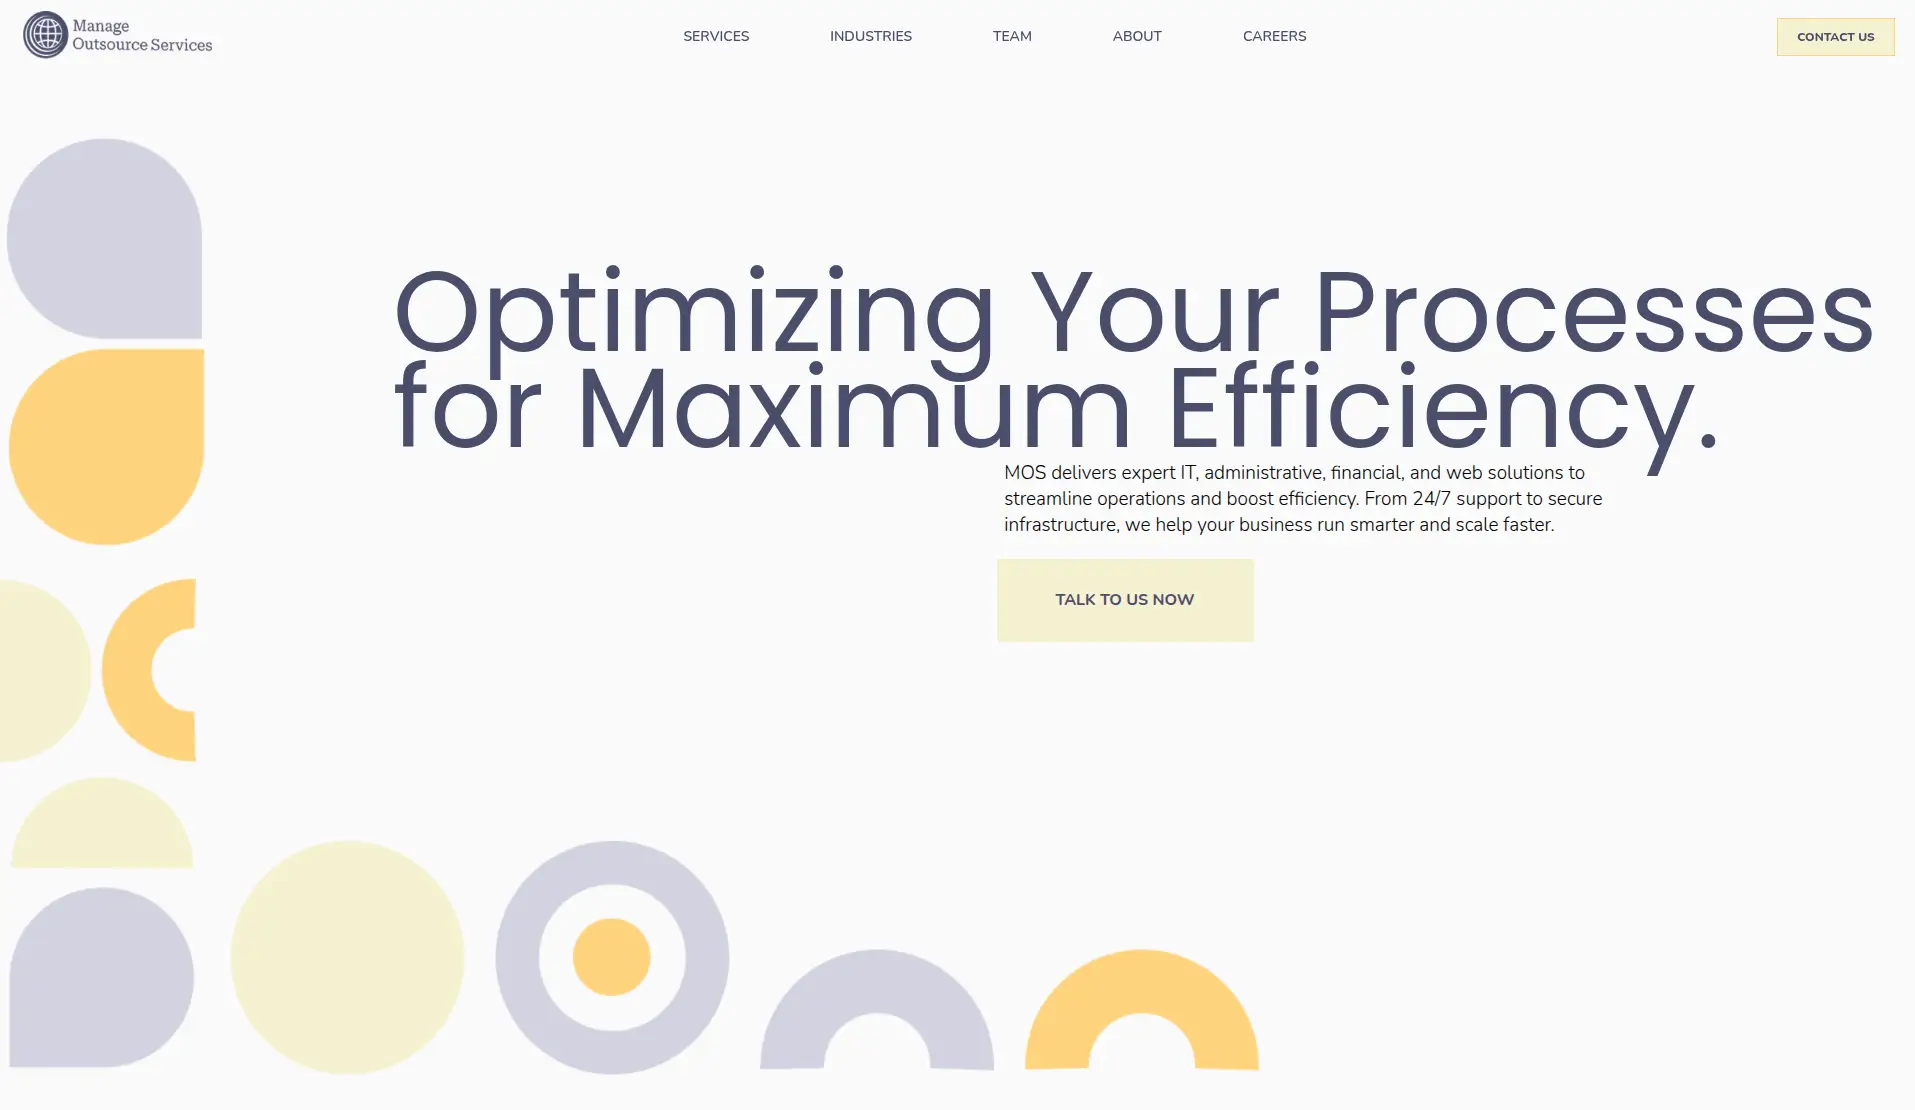 Manage
Outsource Services
SERVICES
INDUSTRIES
TEAM
ABOUT
CAREERS
CONTACT US
Optimizing Your Processes
for Maximum Efficiency.
MOS delivers expert IT, administrative, financial, and web solutions to
streamline operations and boost efficiency. From 24/7 support to secure
infrastructure, we help your business run smarter and scale faster.
TALK TO US NOW